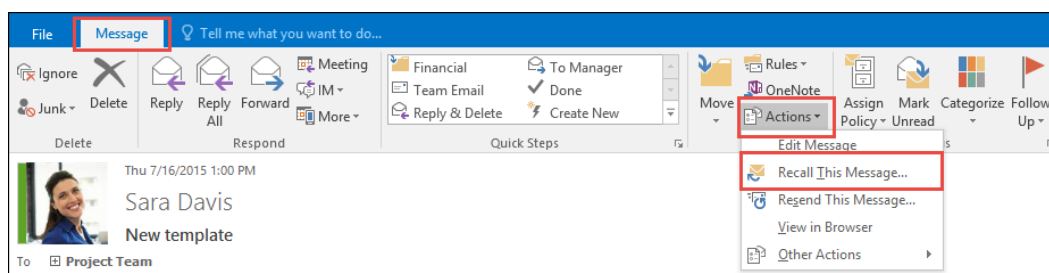 File
Message
Tell me what you want to do...
Ignore
Junk
Delete
Delete
Reply
Reply All
Forward
Meeting
IM
More
Respond
Financial
Team Email
Reply & Delete
To Manager
Done
Create New
Quick Steps
Move
Rules
OneNote
Actions
Assign Policy
Mark Unread
Categorize
Follow Up
s
Edit Message
Recall This Message...
Resend This Message...
View in Browser
Other Actions
Thu 7/16/2015 1:00 PM
Sara Davis
New template
To Project Team